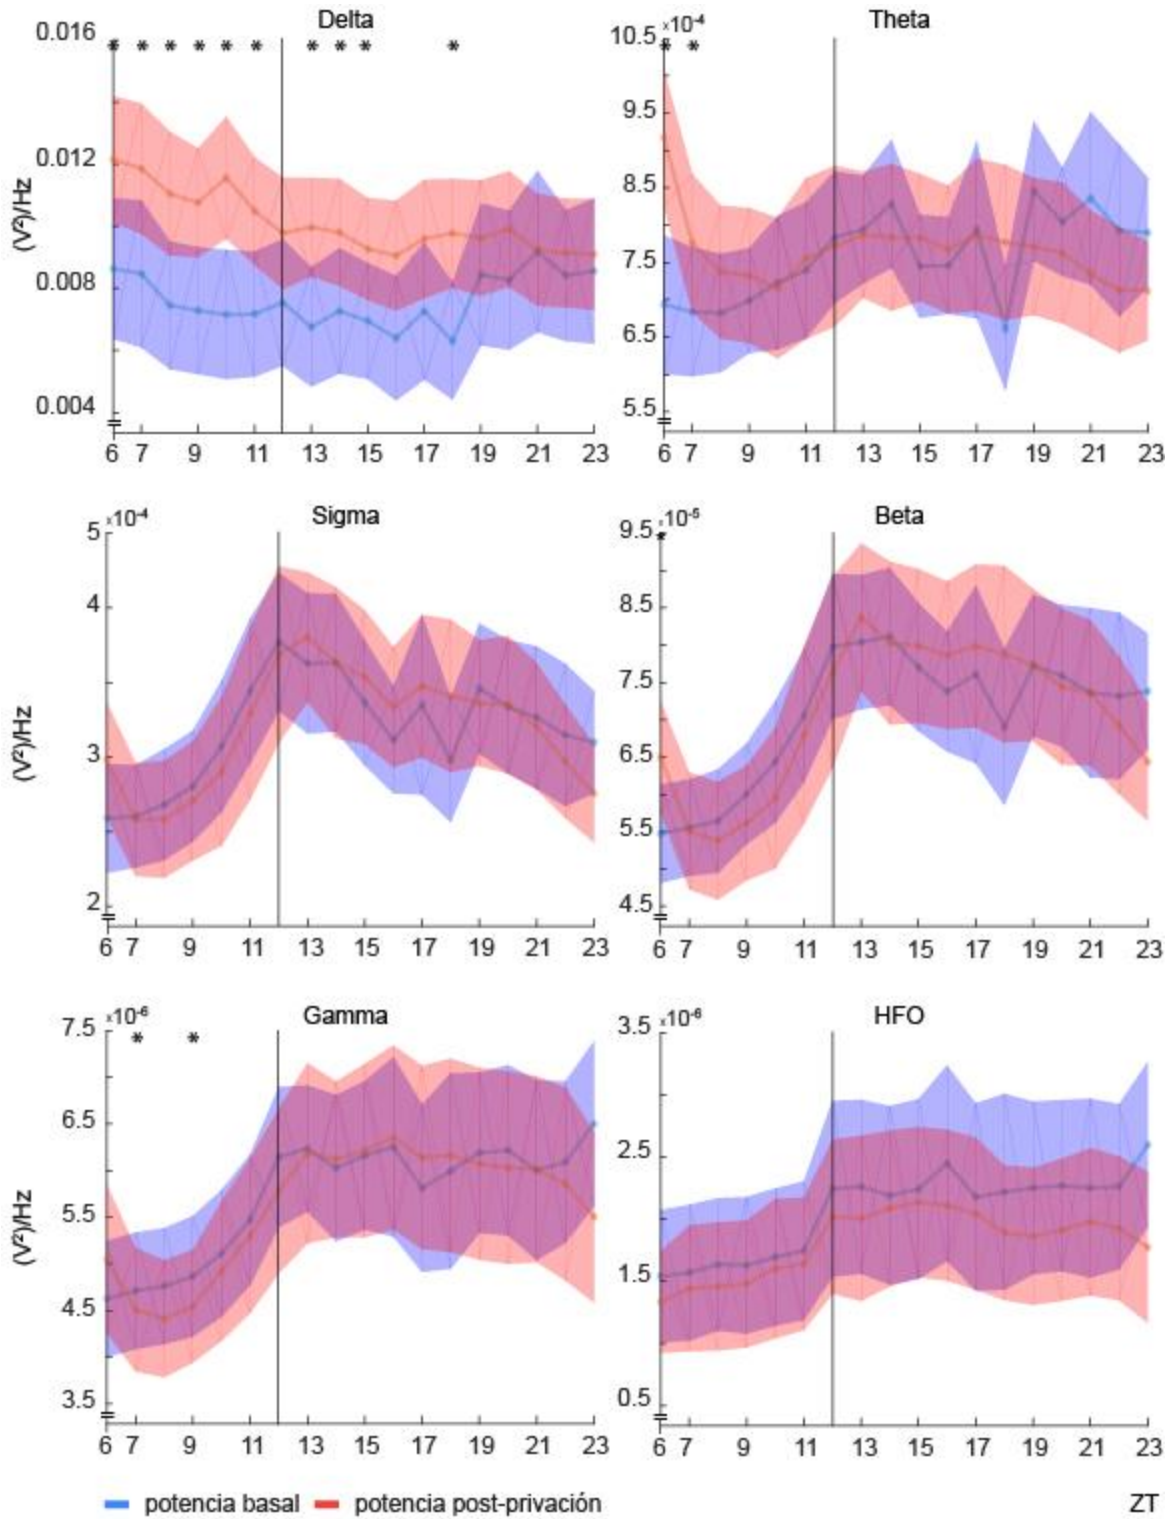 Delta
Theta
0.016
0.012
0.008
0.004
(V²)/Hz
* * * * * * * * * *
6 7 9 11 13 15 17 19 21 23
10.5 x10⁻⁴
9.5
8.5
7.5
6.5
5.5
* *
6 7 9 11 13 15 17 19 21 23
Sigma
Beta
5 x10⁻⁴
4
3
2
(V²)/Hz
6 7 9 11 13 15 17 19 21 23
9.5 x10⁻⁵
8.5
7.5
6.5
5.5
4.5
*
6 7 9 11 13 15 17 19 21 23
Gamma
HFO
7.5 x10⁻⁶
6.5
5.5
4.5
3.5
(V²)/Hz
* *
6 7 9 11 13 15 17 19 21 23
3.5 x10⁻⁶
2.5
1.5
0.5
6 7 9 11 13 15 17 19 21 23
potencia basal potencia post-privación
ZT